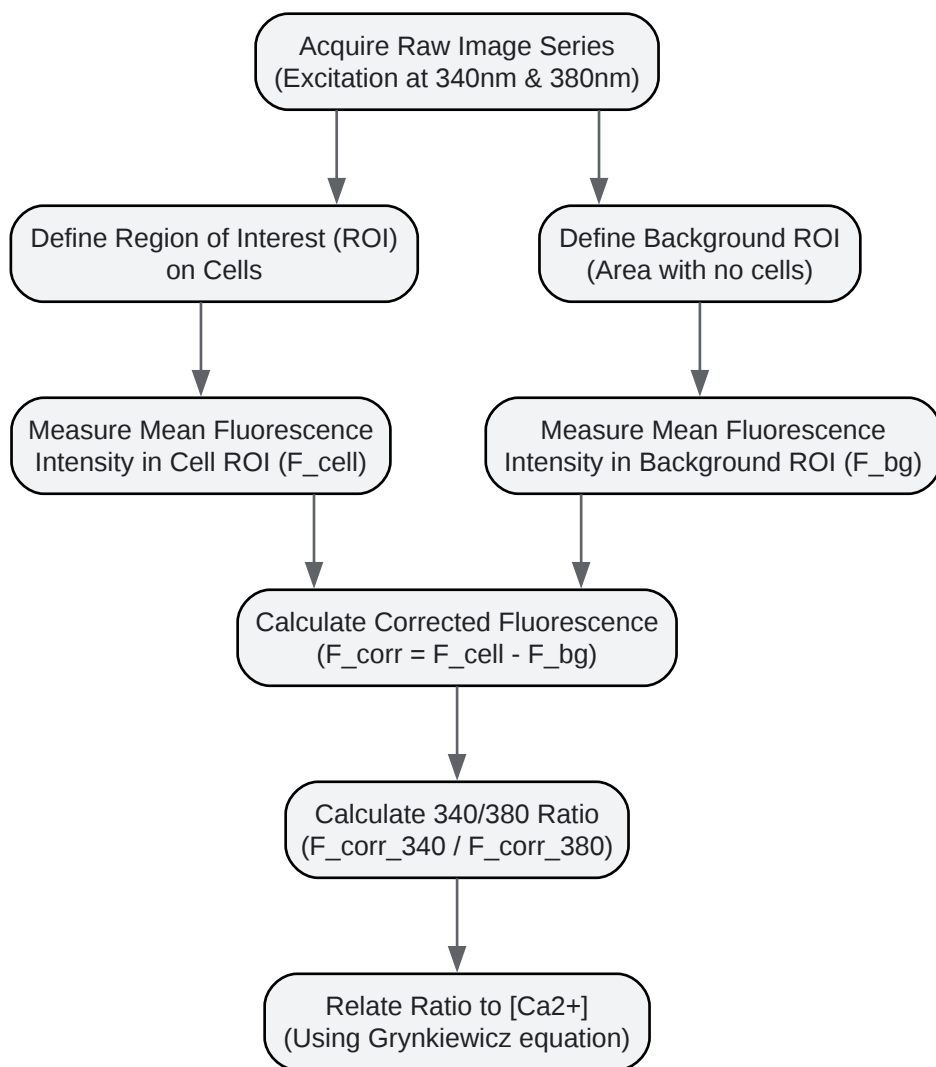 Acquire Raw Image Series
(Excitation at 340nm & 380nm)
Define Region of Interest (ROI)
on Cells
Define Background ROI
(Area with no cells)
Measure Mean Fluorescence
Intensity in Cell ROI (F_cell)
Measure Mean Fluorescence
Intensity in Background ROI (F_bg)
Calculate Corrected Fluorescence
(F_corr = F_cell - F_bg)
Calculate 340/380 Ratio
(F_corr_340 / F_corr_380)
Relate Ratio to [Ca2+]
(Using Grynkiewicz equation)